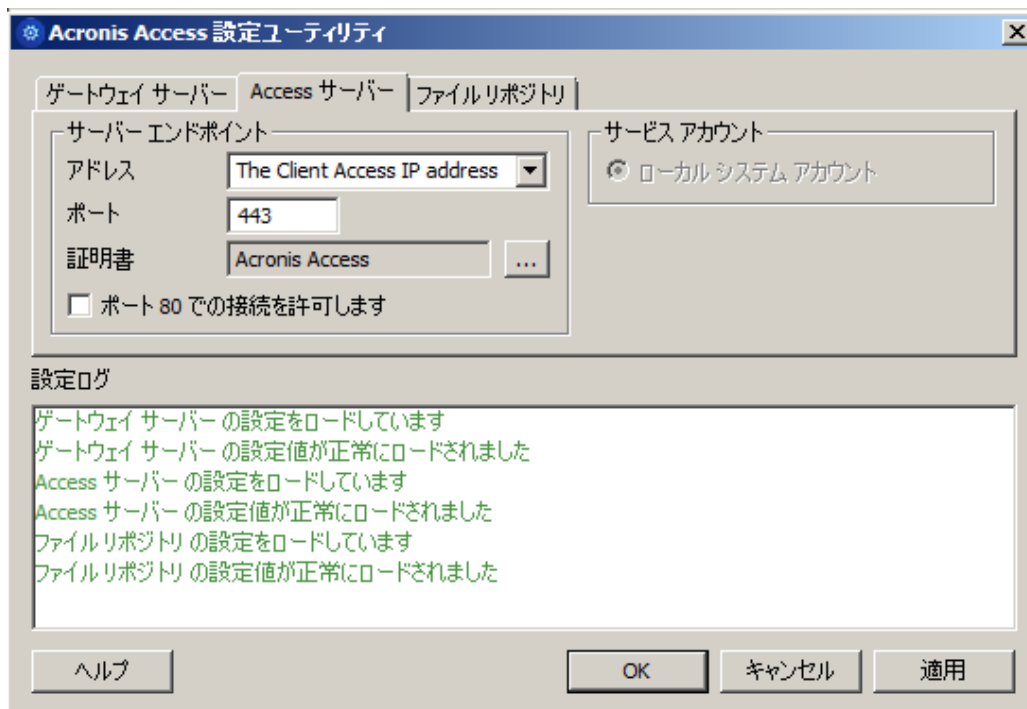 Acronis Access 設定ユーティリティ
ゲートウェイ サーバー
Access サーバー
ファイル リポジトリ
サーバー エンドポイント
アドレス
The Client Access IP address
ポート
443
証明書
Acronis Access
...
ポート 80 での接続を許可します
サービス アカウント
ローカル システム アカウント
設定ログ
ゲートウェイ サーバー の設定をロードしています
ゲートウェイ サーバー の設定値が正常にロードされました
Access サーバー の設定をロードしています
Access サーバー の設定値が正常にロードされました
ファイル リポジトリ の設定をロードしています
ファイル リポジトリ の設定値が正常にロードされました
ヘルプ
OK
キャンセル
適用